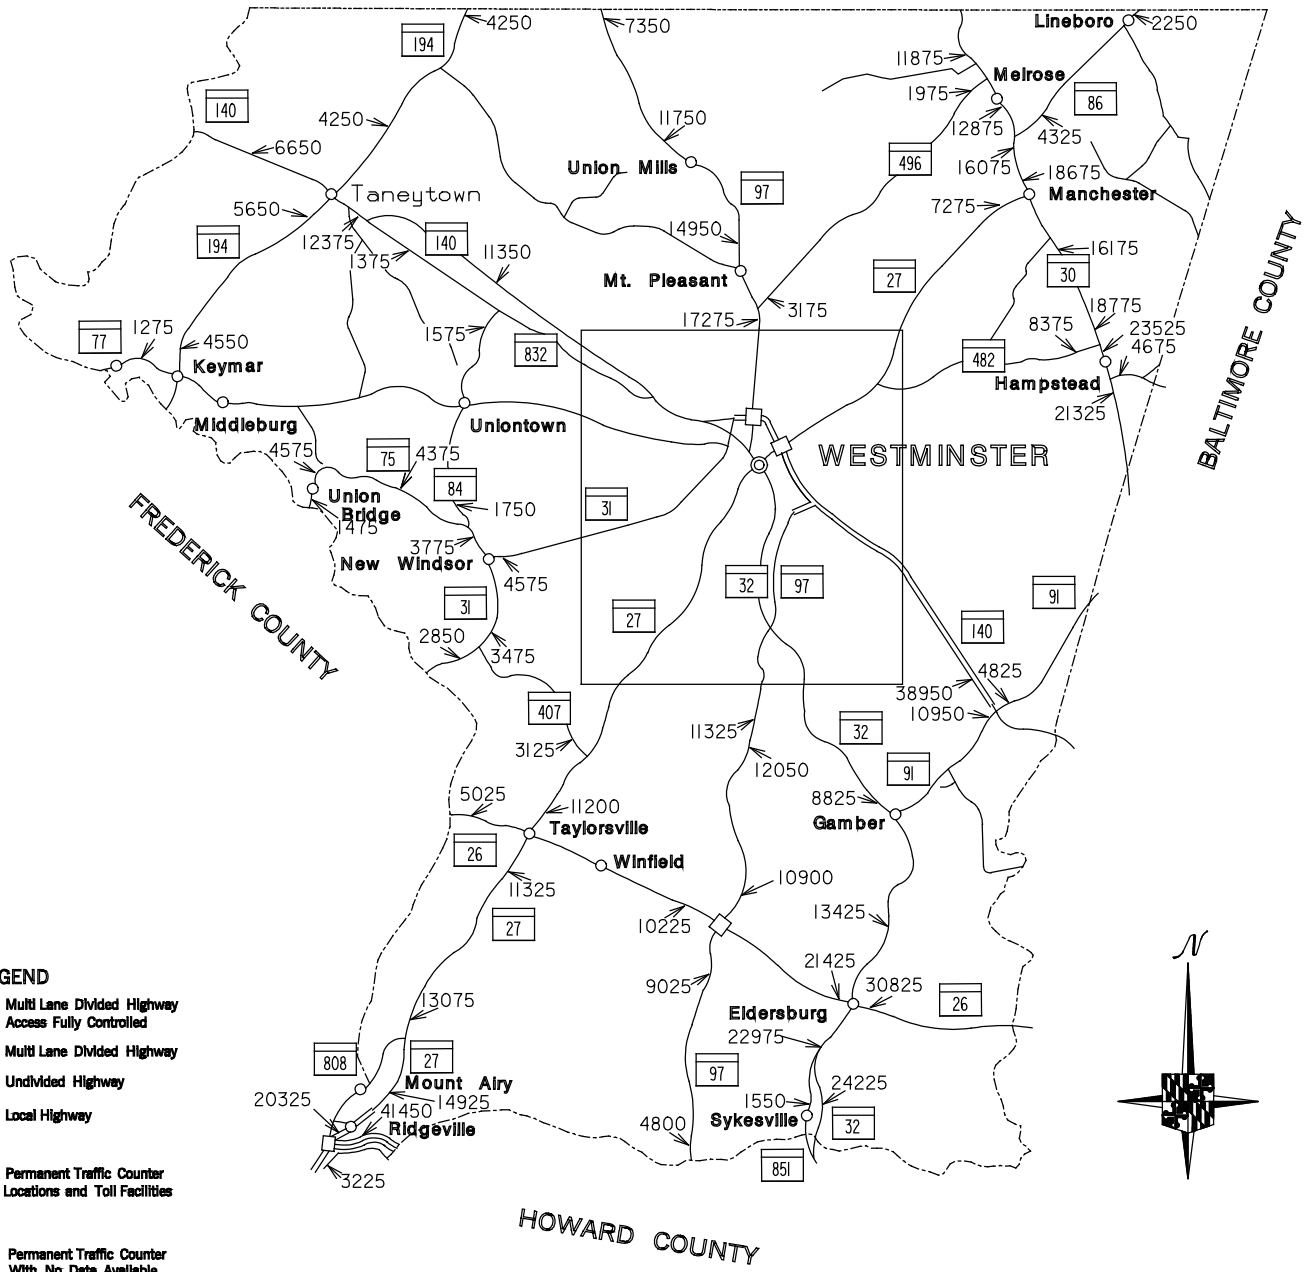 Lineboro
2250
4250
7350
194
11875
Melrose
140
1975
86
4250
11750
12875
4325
6650
Union Mills
496
16075
97
18675
Taneytown
Manchester
5650
7275
12375
194
140
14950
1375
11350
16175
27
30
Mt. Pleasant
BALTIMORE COUNTY
3175
18775
17275
77
1275
1575
8375
23525
4550
832
4675
482
Keymar
Hampstead
21325
Middleburg
Uniontown
4575
75
4375
WESTMINSTER
84
Union
Bridge
1475
1750
31
FREDERICK COUNTY
3775
New Windsor
4575
31
32
97
91
27
140
2850
3475
4825
38950
407
10950
11325
32
3125
12050
91
5025
11200
8825
Taylorsville
Gamber
26
Winfield
11325
10900
27
10225
13425
N
21425
9025
30825
26
GEND
Eldersburg
13075
Multi Lane Divided Highway
Access Fully Controlled
22975
Multi Lane Divided Highway
808
27
97
Undivided Highway
Mount Airy
24225
20325
14925
1550
41450
Local Highway
Ridgeville
4800
Sykesville
32
851
Permanent Traffic Counter
Locations and Toll Facilities
3225
HOWARD COUNTY
Permanent Traffic Counter
With No Data Available